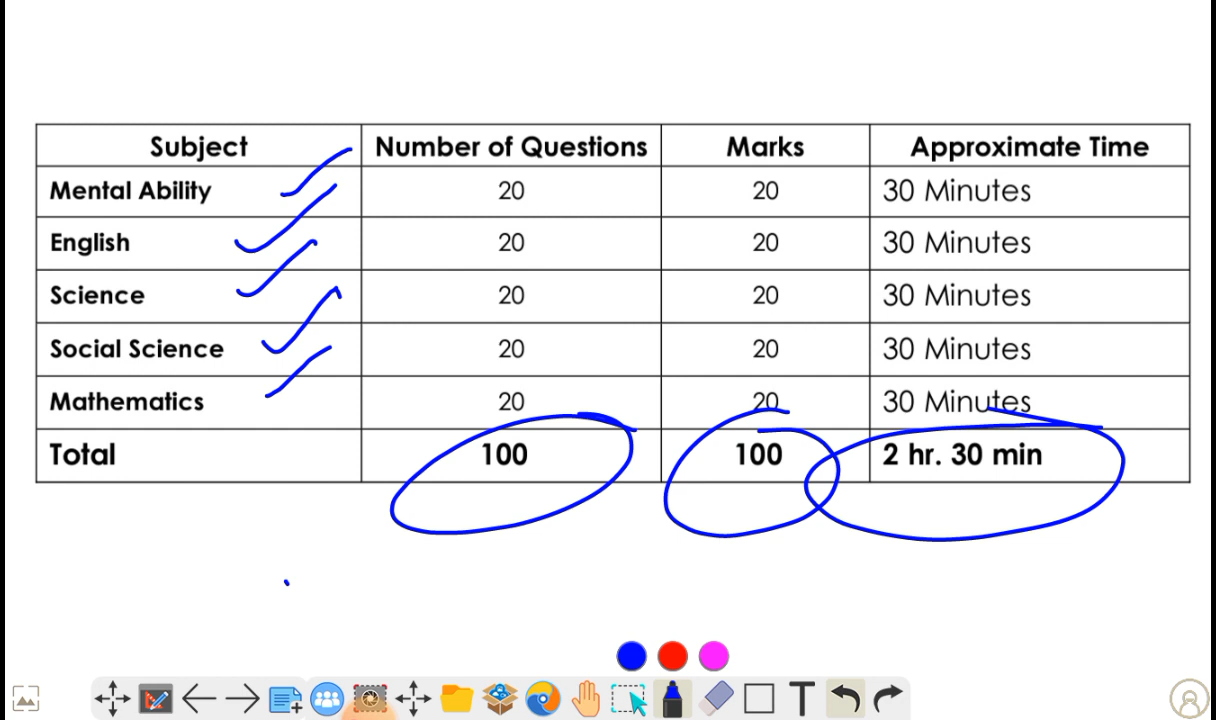 Subject Number of Questions Marks Approximate Time
Mental Ability 20 20 30 Minutes
English 20 20 30 Minutes
Science 20 20 30 Minutes
Social Science 20 20 30 Minutes
Mathematics 20 20 30 Minutes
Total 100 100 2 hr. 30 min
T